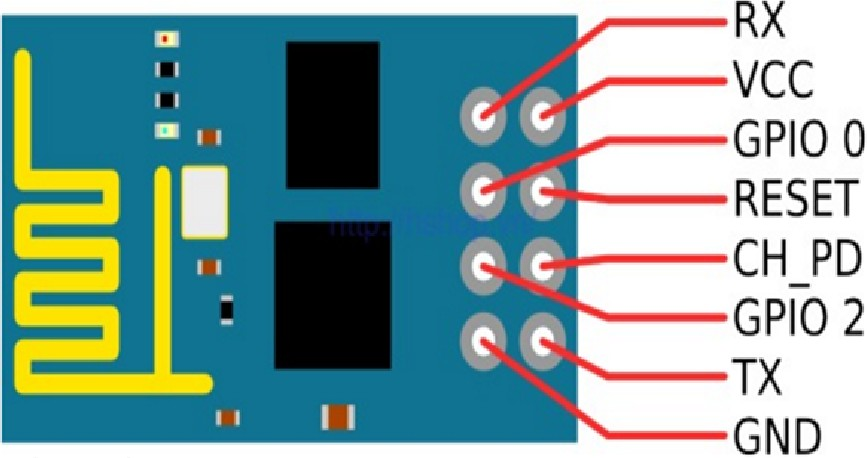 RX
VCC
GPIO 0
RESET
CH_PD
GPIO 2
TX
GND